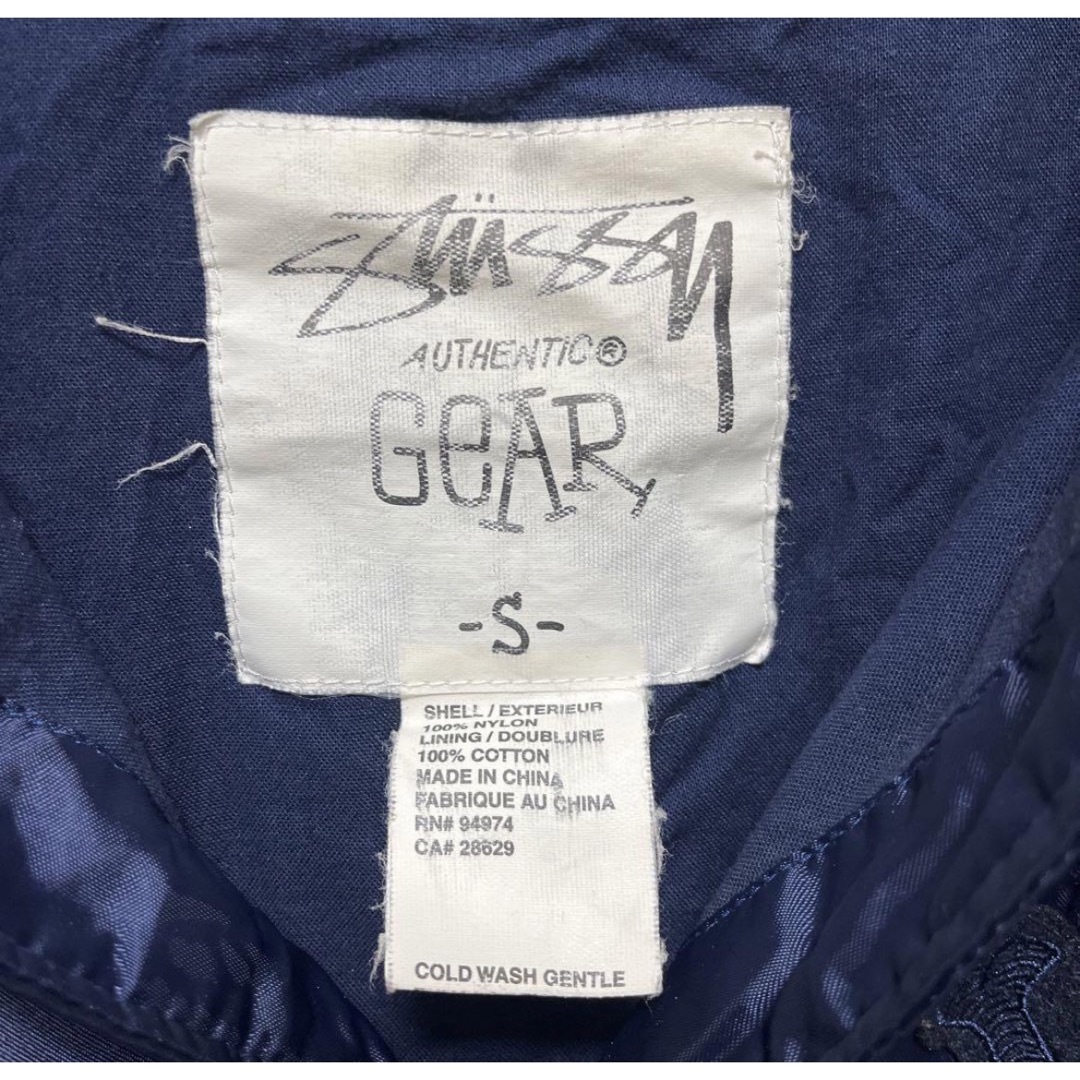 Stüssy
AUTHENTIC®
GeAR
-S-
SHELL / EXTERIEUR
100% NYLON
LINING / DOUBLURE
100% COTTON
MADE IN CHINA
FABRIQUE AU CHINA
RN# 94974
CA# 28629
COLD WASH GENTLE